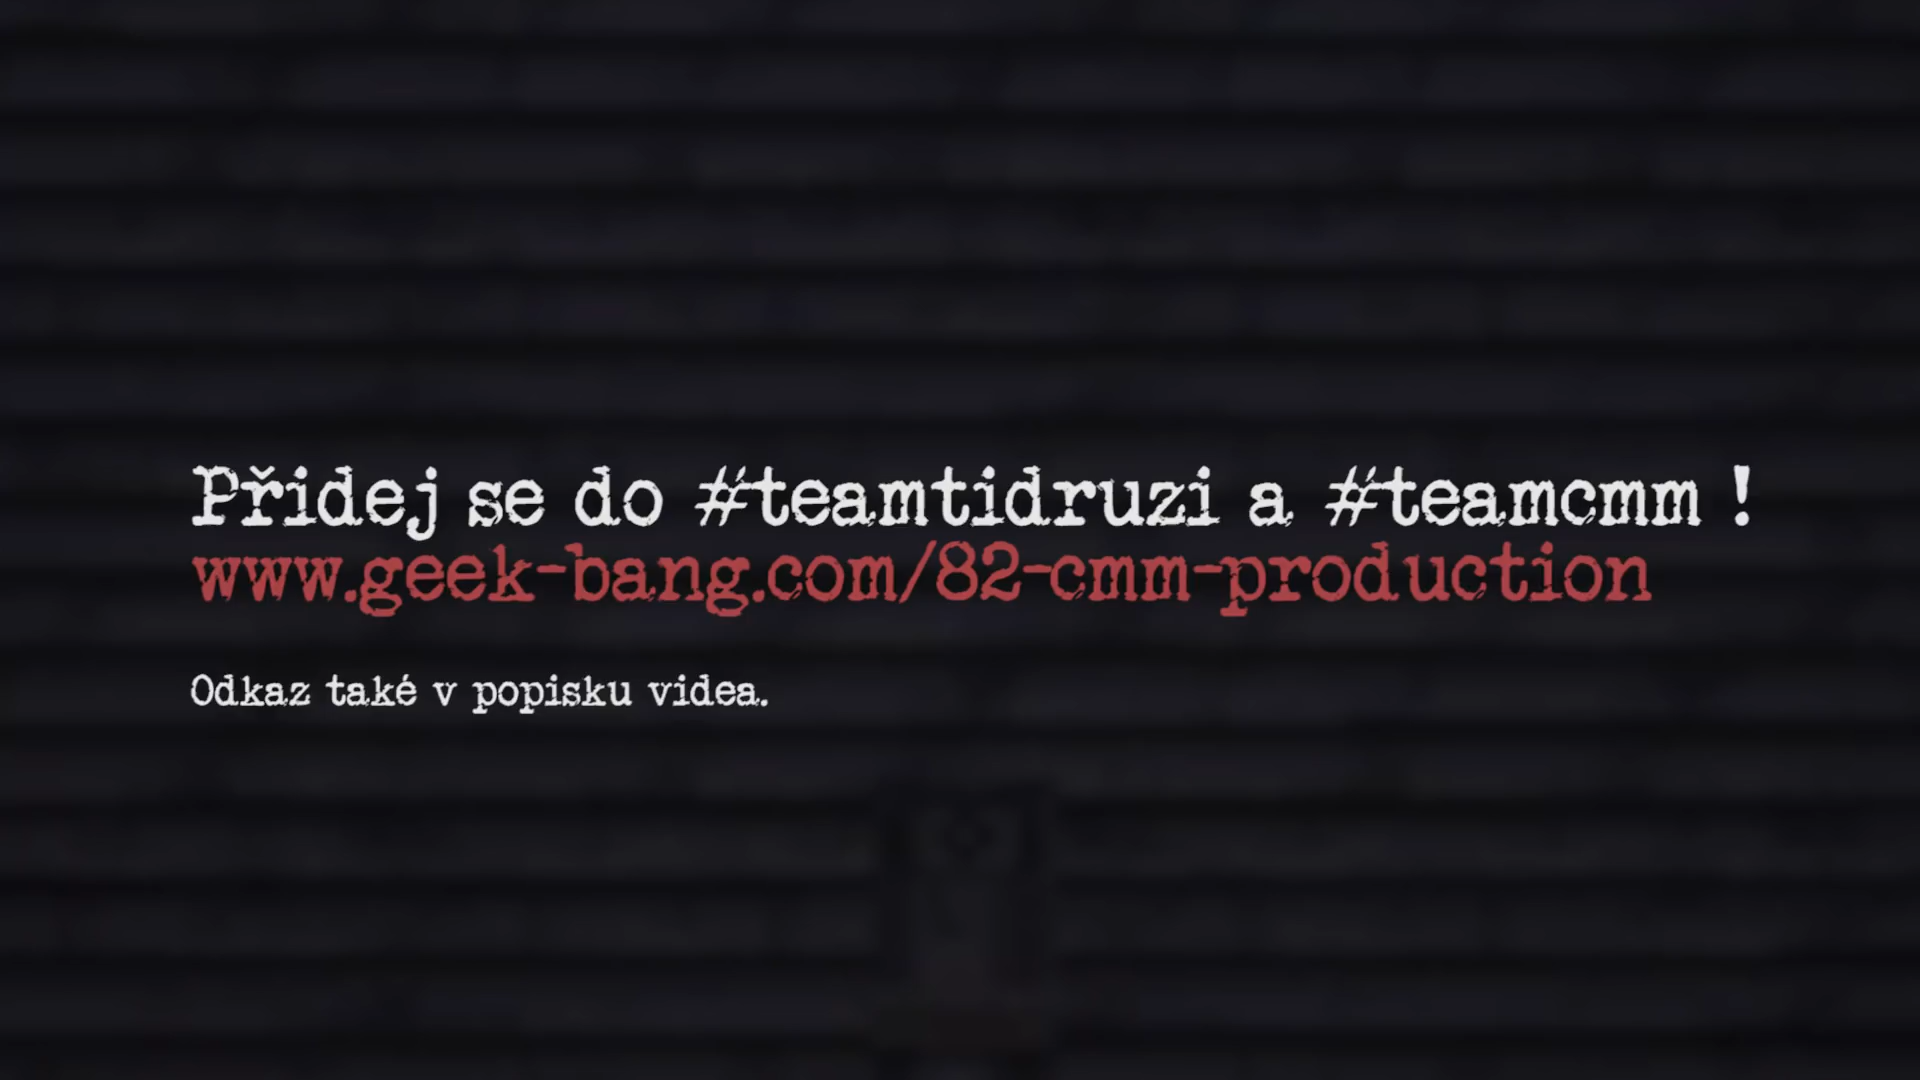 Přidej se do #teamtidruzi a #teamcmm !
www.geek-bang.com/82-cmm-production
Odkaz také v popisku videa.